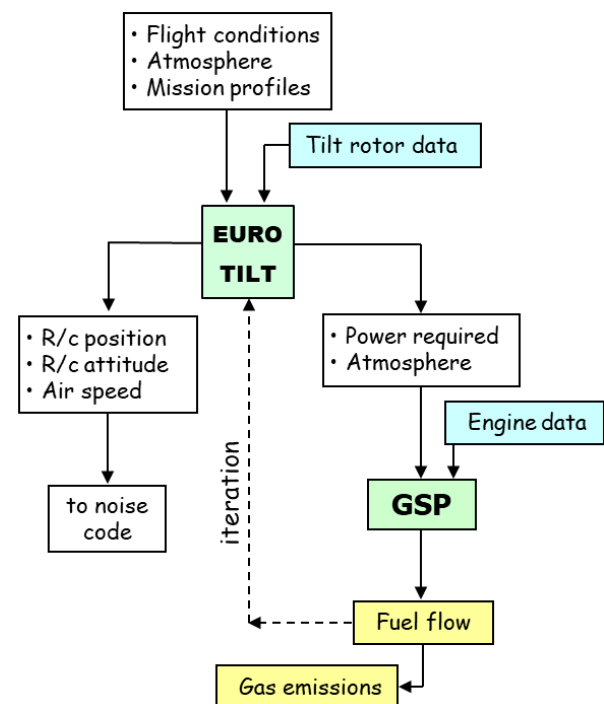 • Flight conditions
• Atmosphere
• Mission profiles
Tilt rotor data
EURO
TILT
• R/c position
• R/c attitude
• Air speed
• Power required
• Atmosphere
Engine data
to noise
code
iteration
GSP
Fuel flow
Gas emissions